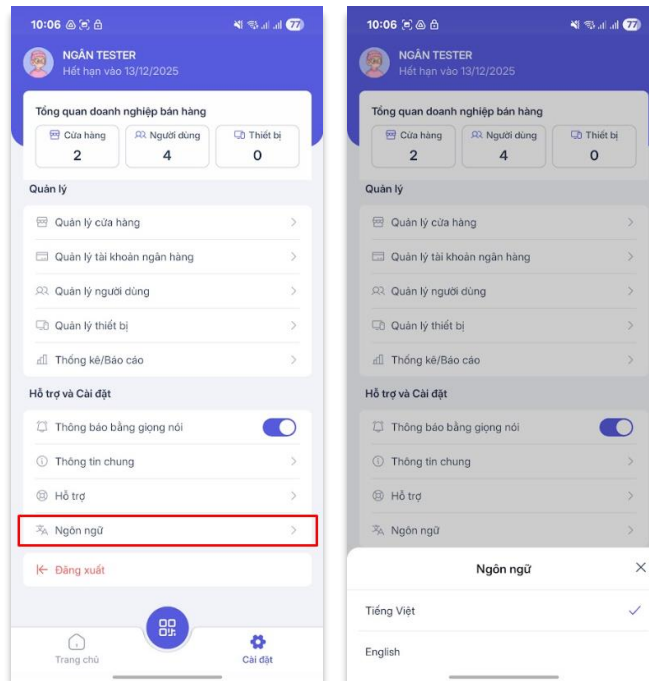 10:06
77
NGÂN TESTER
Hết hạn vào 13/12/2025
Tổng quan doanh nghiệp bán hàng
Cửa hàng
2
Người dùng
4
Thiết bị
0
Quản lý
Quản lý cửa hàng
Quản lý tài khoản ngân hàng
Quản lý người dùng
Quản lý thiết bị
Thống kê/Báo cáo
Hỗ trợ và Cài đặt
Thông báo bằng giọng nói
Thông tin chung
Hỗ trợ
Ngôn ngữ
Đăng xuất
Trang chủ
Cài đặt
10:06
77
NGÂN TESTER
Hết hạn vào 13/12/2025
Tổng quan doanh nghiệp bán hàng
Cửa hàng
2
Người dùng
4
Thiết bị
0
Quản lý
Quản lý cửa hàng
Quản lý tài khoản ngân hàng
Quản lý người dùng
Quản lý thiết bị
Thống kê/Báo cáo
Hỗ trợ và Cài đặt
Thông báo bằng giọng nói
Thông tin chung
Hỗ trợ
Ngôn ngữ
Ngôn ngữ
Tiếng Việt
English